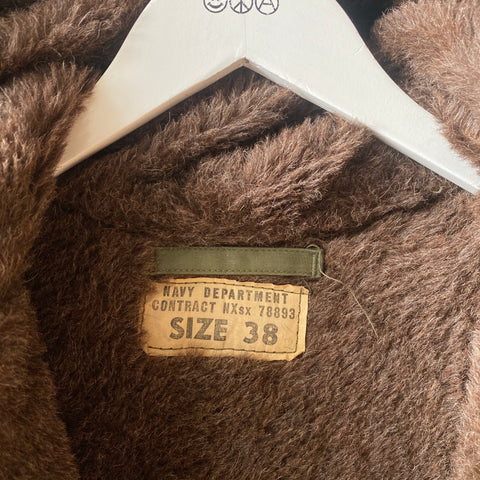 NAVY DEPARTMENT
CONTRACT NXsx 78893
SIZE 38